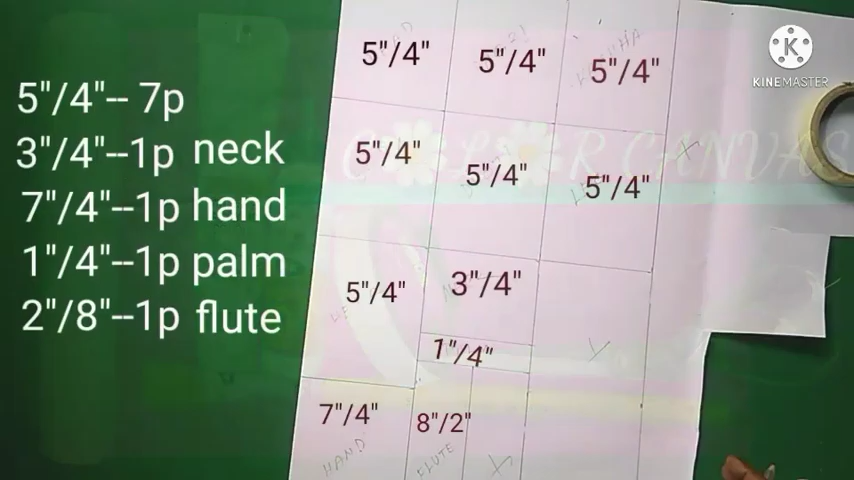 5"/4"-- 7p
3"/4"--1p neck
7"/4"--1p hand
1"/4"--1p palm
2"/8"--1p flute
5"/4" 5"/4" 5"/4"
5"/4" 5"/4" 5"/4"
5"/4" 3"/4"
1"/4"
7"/4" 8"/2"
HAND FLUTE
K
KINEMASTER
COLOR CANVAS